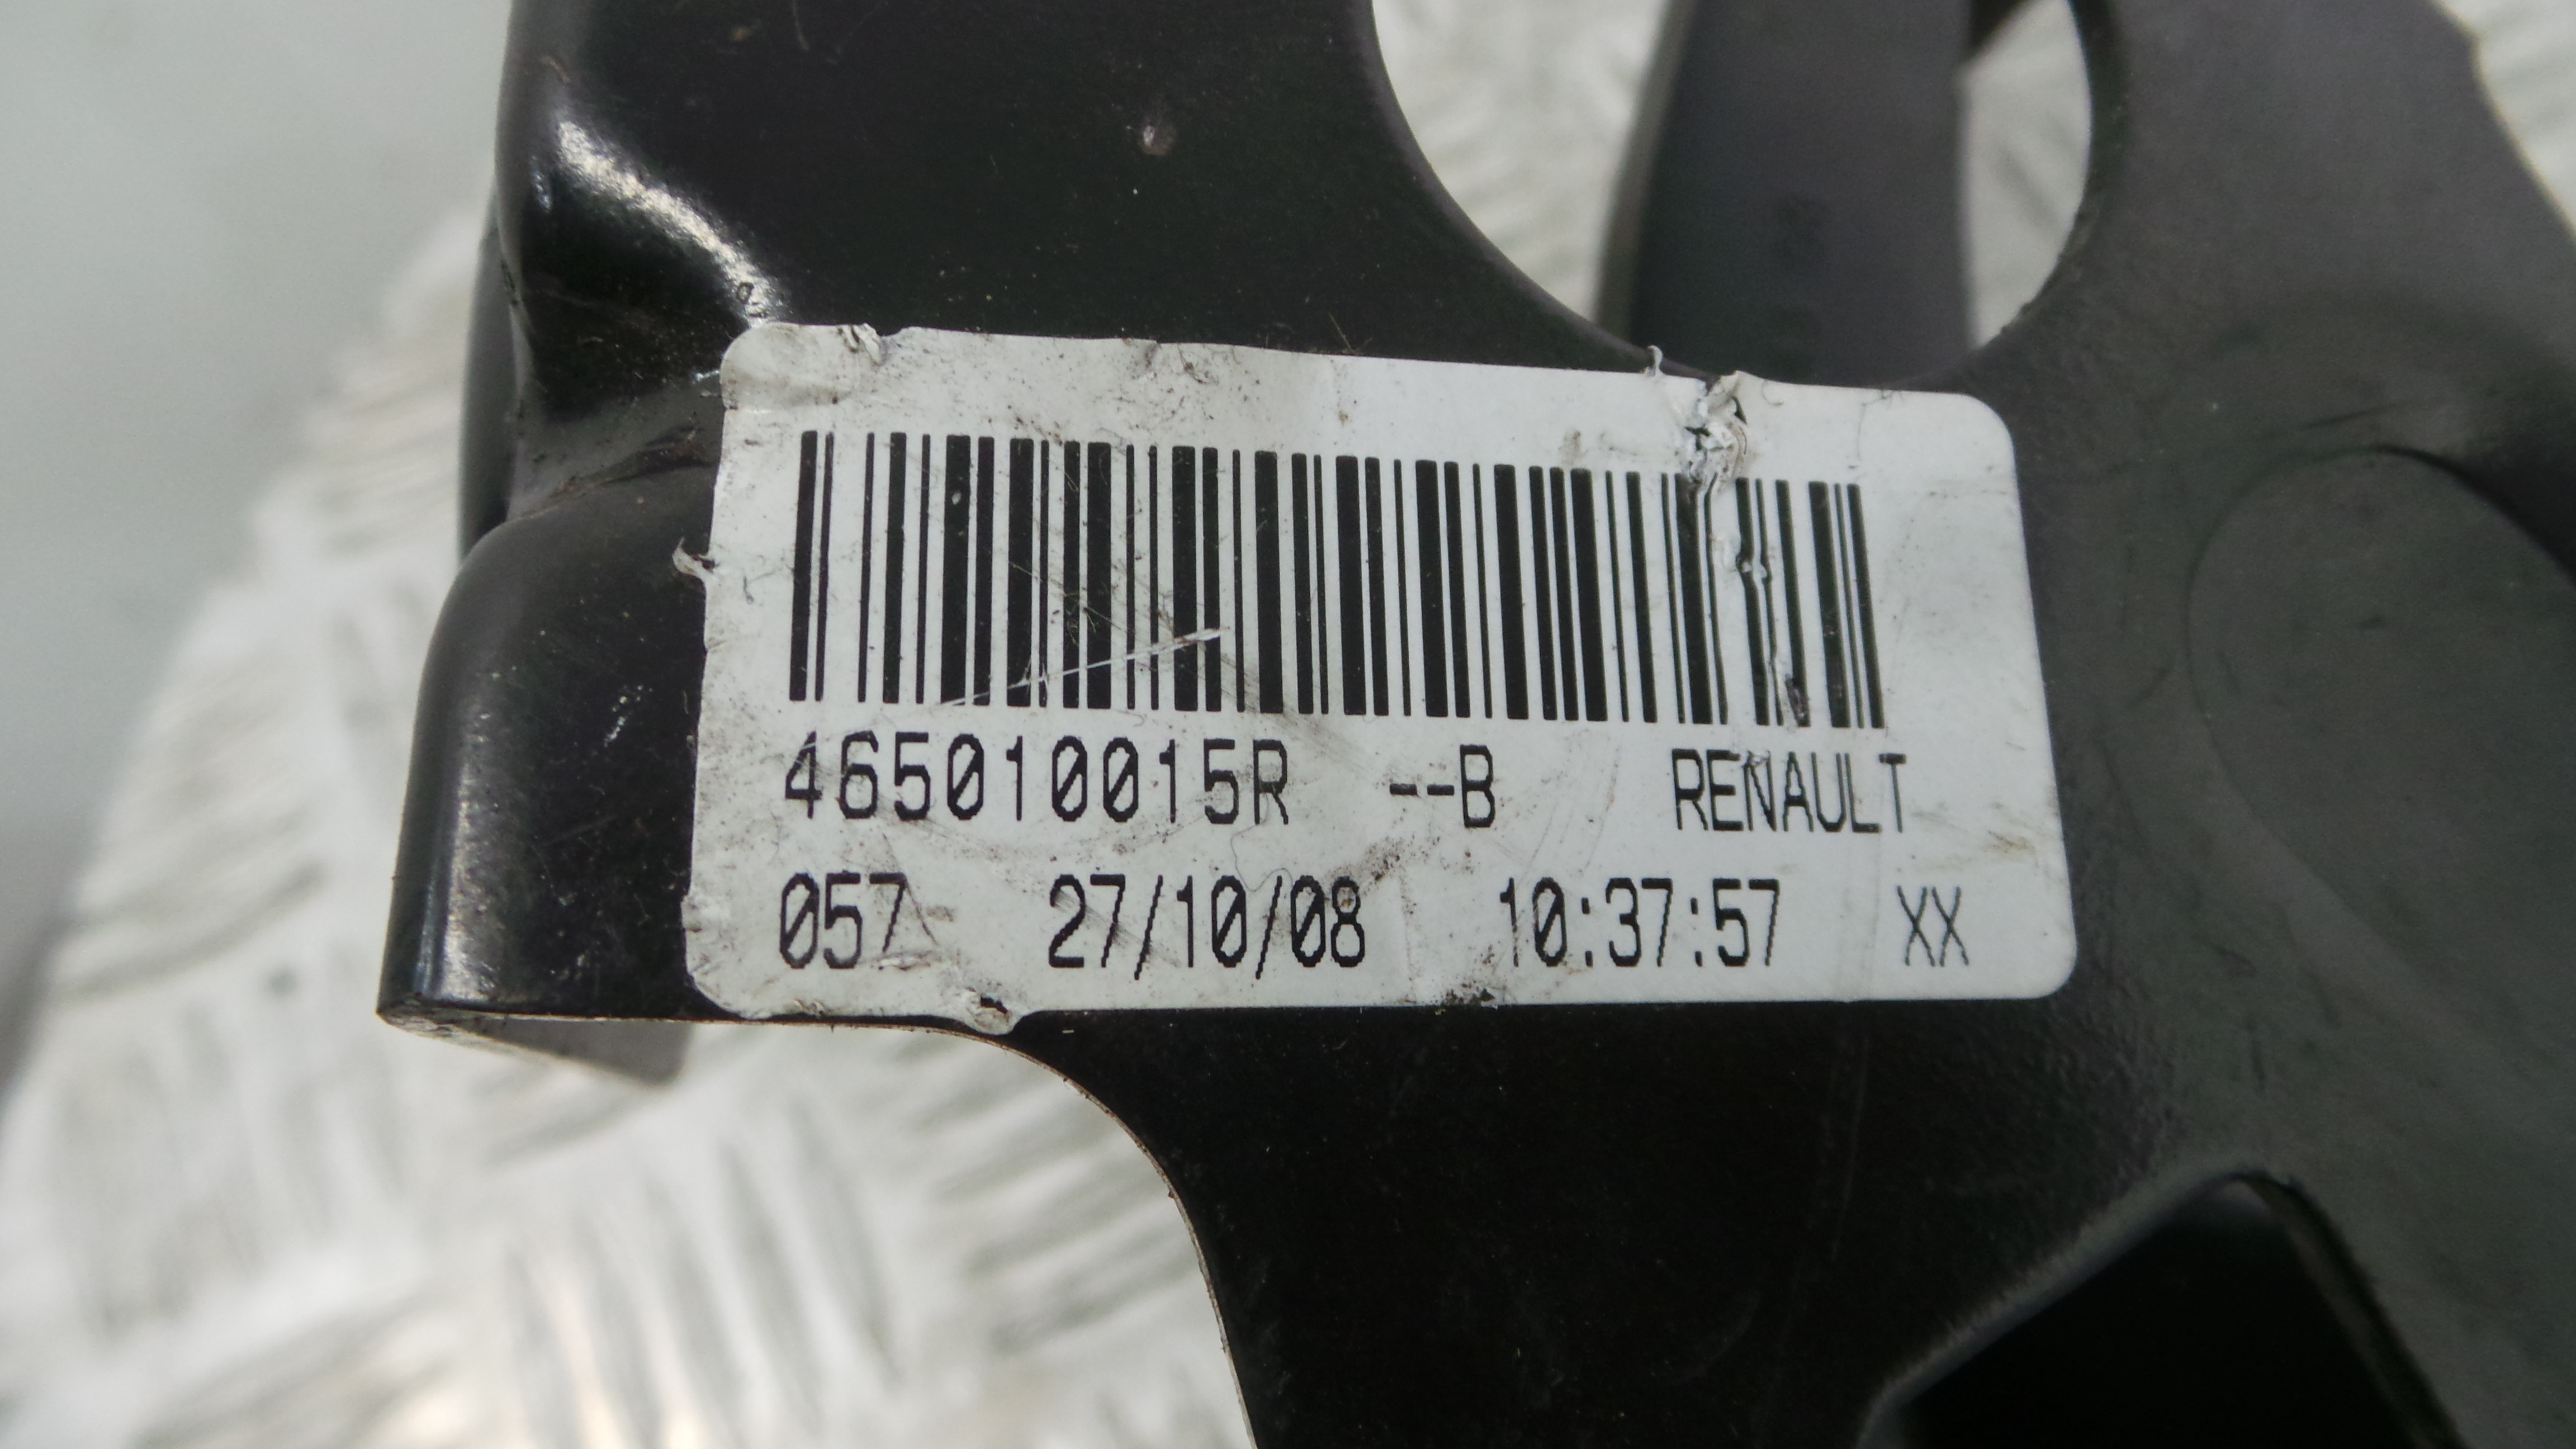 465010015R --B RENAULT
057 27/10/08 10:37:57 XX